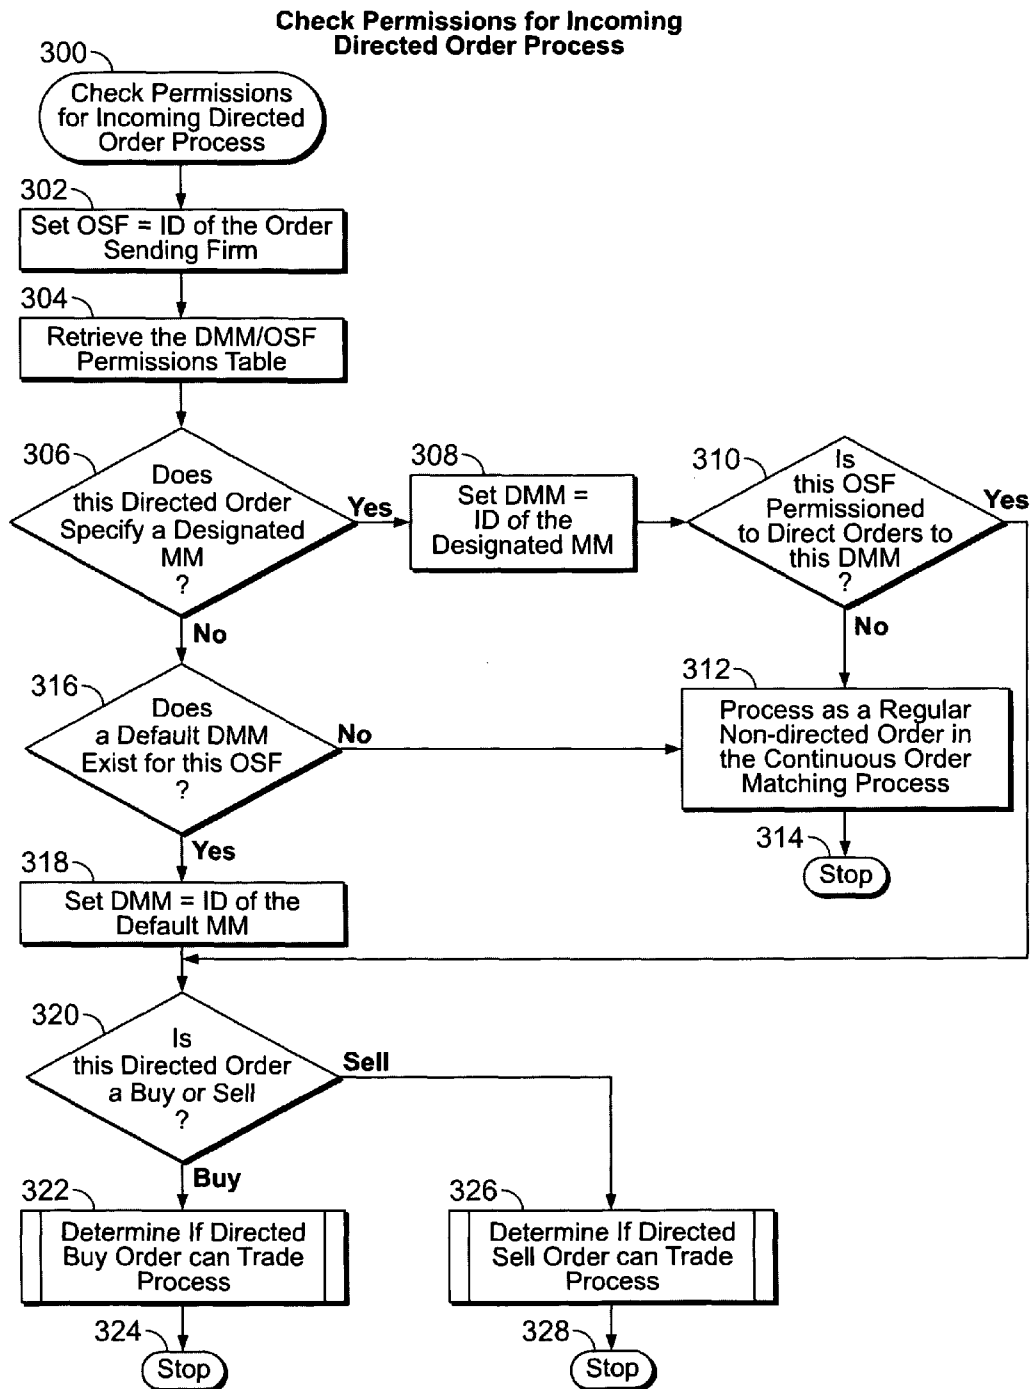 Check Permissions for Incoming
Directed Order Process
300
Check Permissions
for Incoming Directed
Order Process
302
Set OSF = ID of the Order
Sending Firm
304
Retrieve the DMM/OSF
Permissions Table
306
Does
this Directed Order
Specify a Designated
MM
?
Yes
308
Set DMM =
ID of the
Designated MM
310
Is
this OSF
Permissioned
to Direct Orders to
this DMM
?
Yes
No
No
312
Process as a Regular
Non-directed Order in
the Continuous Order
Matching Process
314
Stop
316
Does
a Default DMM
Exist for this OSF
?
No
Yes
318
Set DMM = ID of the
Default MM
320
Is
this Directed Order
a Buy or Sell
?
Sell
Buy
322
Determine If Directed
Buy Order can Trade
Process
324
Stop
326
Determine If Directed
Sell Order can Trade
Process
328
Stop